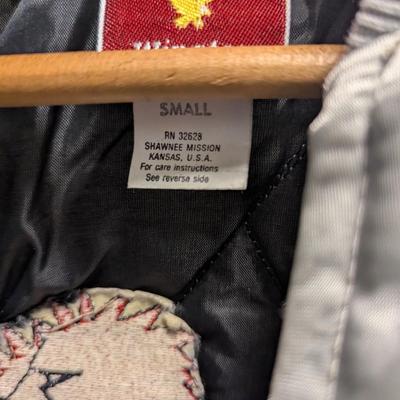 SMALL
RN 32628
SHAWNEE MISSION
KANSAS, U.S.A.
For care instructions
See reverse side